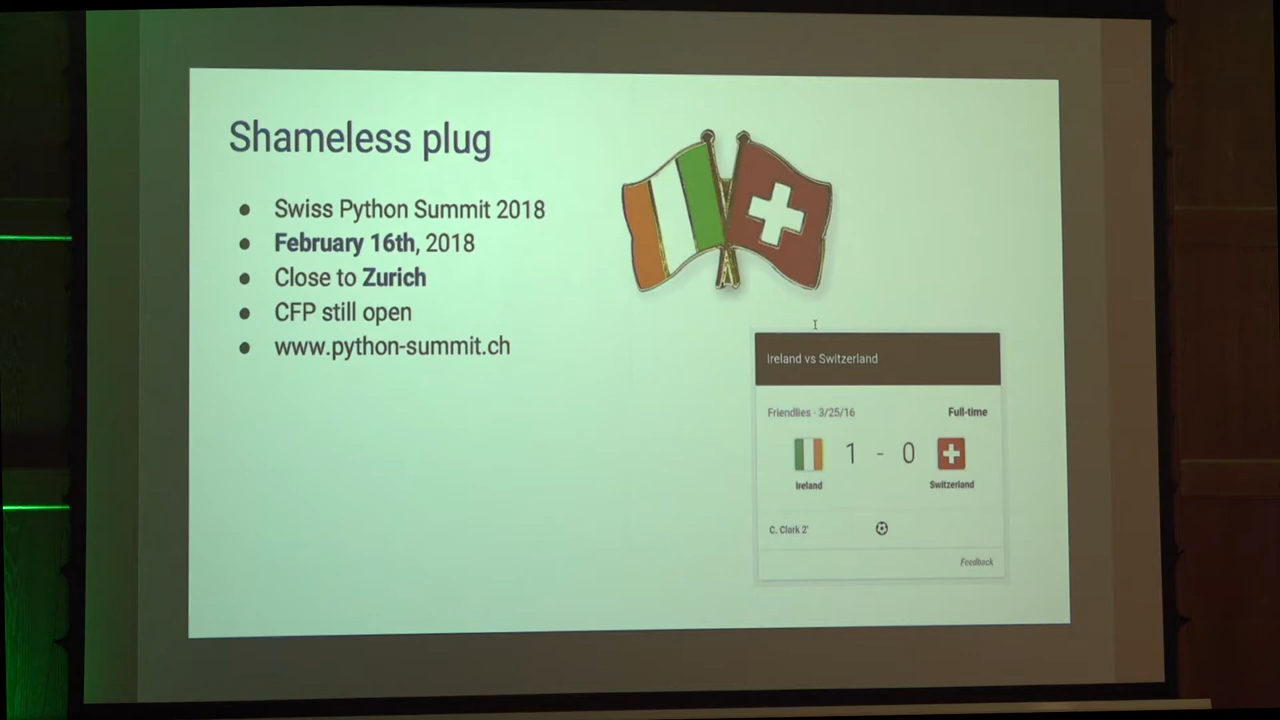 Shameless plug
● Swiss Python Summit 2018
● February 16th, 2018
● Close to Zurich
● CFP still open
● www.python-summit.ch
Ireland vs Switzerland
Friendlies · 3/25/16 Full-time
1 - 0
Ireland Switzerland
C. Clark 2'
Feedback